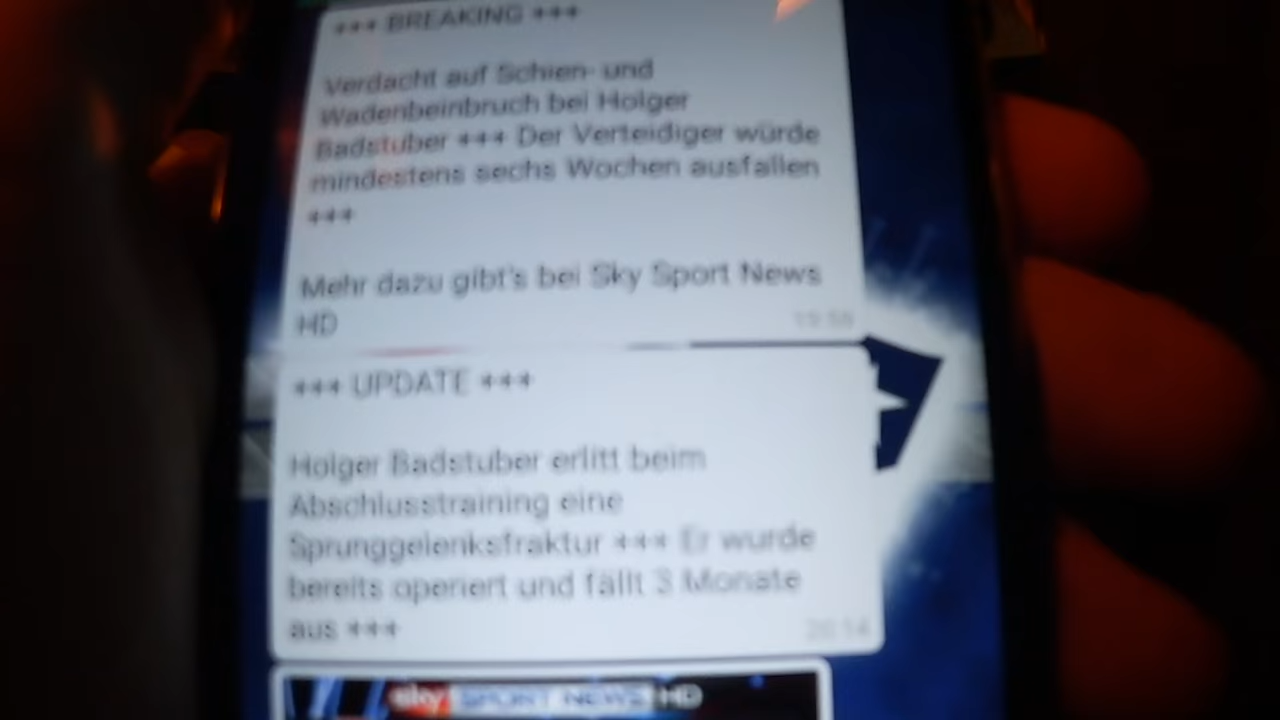 +++ BREAKING +++
Verdacht auf Schien- und
Wadenbeinbruch bei Holger
Badstuber +++ Der Verteidiger würde
mindestens sechs Wochen ausfallen
+++
Mehr dazu gibt's bei Sky Sport News
HD
+++ UPDATE +++
Holger Badstuber erlitt beim
Abschlusstraining eine
Sprunggelenksfraktur +++ Er wurde
bereits operiert und fällt 3 Monate
aus +++
20:14
sky SPORT NEWS HD